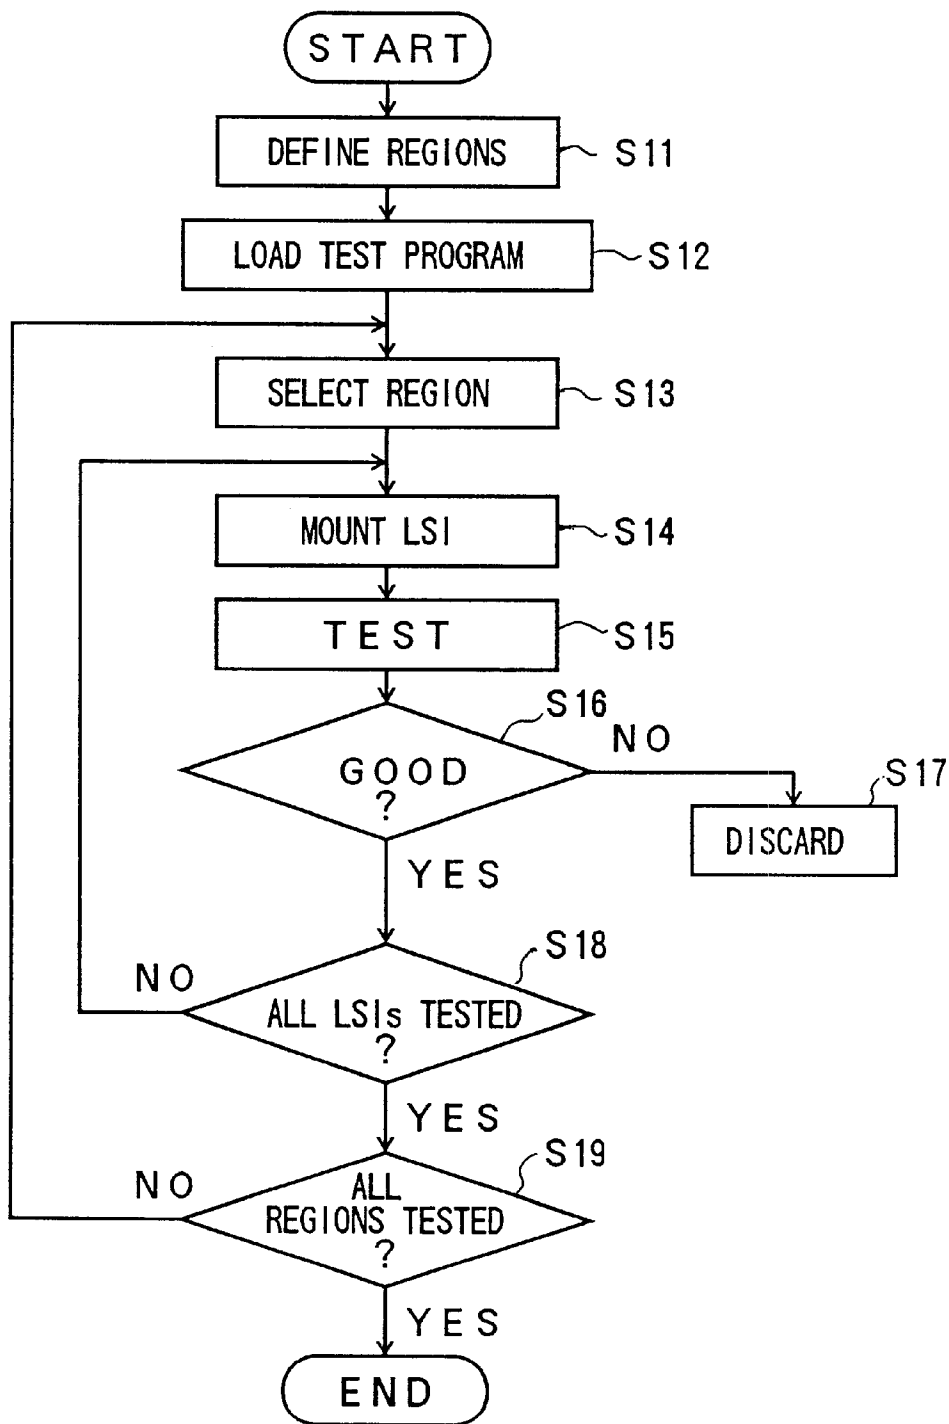 START
DEFINE REGIONS
S11
LOAD TEST PROGRAM
S12
SELECT REGION
S13
MOUNT LSI
S14
TEST
S15
S16
GOOD
?
NO
S17
DISCARD
YES
S18
NO
ALL LSIs TESTED
?
YES
S19
NO
ALL
REGIONS TESTED
?
YES
END